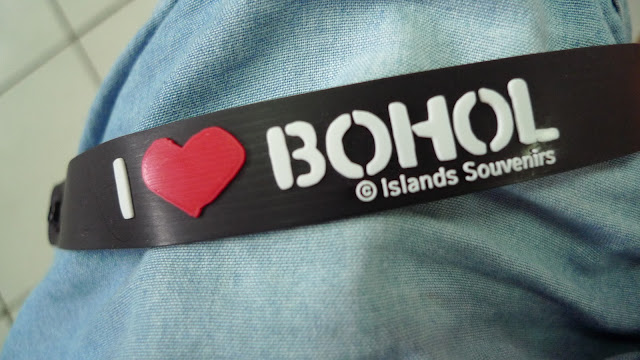 I ❤ BOHOL
© Islands Souvenirs